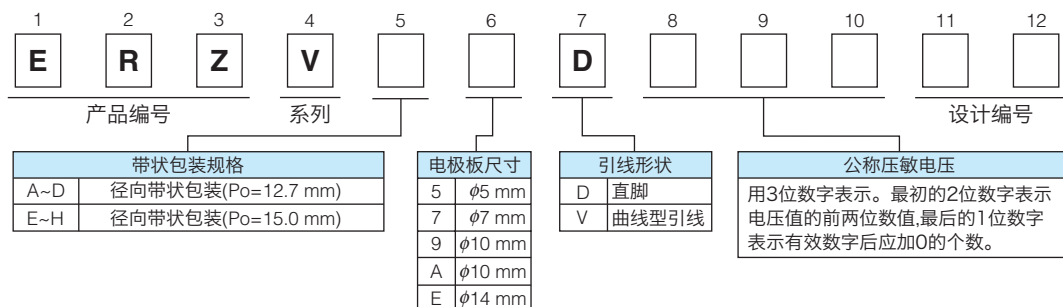 1 2 3 4 5 6 7 8 9 10 11 12
E R Z V D
产品编号 系列 设计编号
带状包装规格
A~D 径向带状包装(Po=12.7 mm)
E~H 径向带状包装(Po=15.0 mm)
电极板尺寸
5 ϕ5 mm
7 ϕ7 mm
9 ϕ10 mm
A ϕ10 mm
E ϕ14 mm
引线形状
D 直脚
V 曲线型引线
公称压敏电压
用3位数字表示。最初的2位数字表示
电压值的前两位数值,最后的1位数字
表示有效数字后应加0的个数。